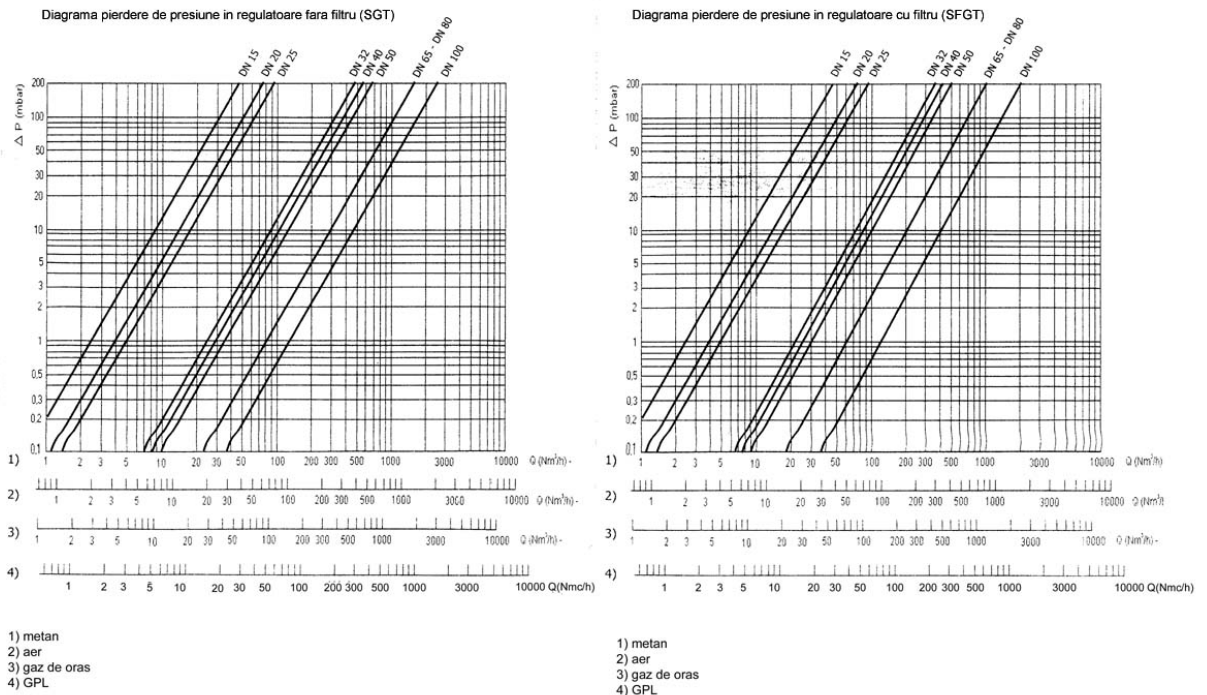 Diagrama pierdere de presiune in regulatoare fara filtru (SGT)
DN 15 DN 20 DN 25 DN 32 DN 40 DN 50 DN 65 - DN 80 DN 100
Δ P (mbar)
200
100
50
30
20
10
5
3
2
1
0,5
0,3
0,2
0,1
1) 1 2 3 5 10 20 30 50 100 200 300 500 1000 3000 10000 Q (Nm³/h) -
2) 1 2 3 5 10 20 30 50 100 200 300 500 1000 3000 10000 Q (Nm³/h) -
3) 1 2 3 5 10 20 30 50 100 200 300 500 1000 3000 10000 Q (Nm³/h) -
4) 1 2 3 5 10 20 30 50 100 200 300 500 1000 3000 10000 Q(Nmc/h)
1) metan
2) aer
3) gaz de oras
4) GPL
Diagrama pierdere de presiune in regulatoare cu filtru (SFGT)
DN 15 DN 20 DN 25 DN 32 DN 40 DN 50 DN 65 - DN 80 DN 100
Δ P (mbar)
200
100
50
30
20
10
5
3
2
1
0,5
0,3
0,2
0,1
1) 1 2 3 5 10 20 30 50 100 200 300 500 1000 3000 10000 Q (Nm³/h)
2) 1 2 3 5 10 20 30 50 100 200 300 500 1000 3000 10000 Q (Nm³/h
3) 1 2 3 5 10 20 30 50 100 200 300 500 1000 3000 10000 Q (Nm³/h) -
4) 1 2 3 5 10 20 30 50 100 200 300 500 1000 3000 10000 Q(Nmc/h)
1) metan
2) aer
3) gaz de oras
4) GPL